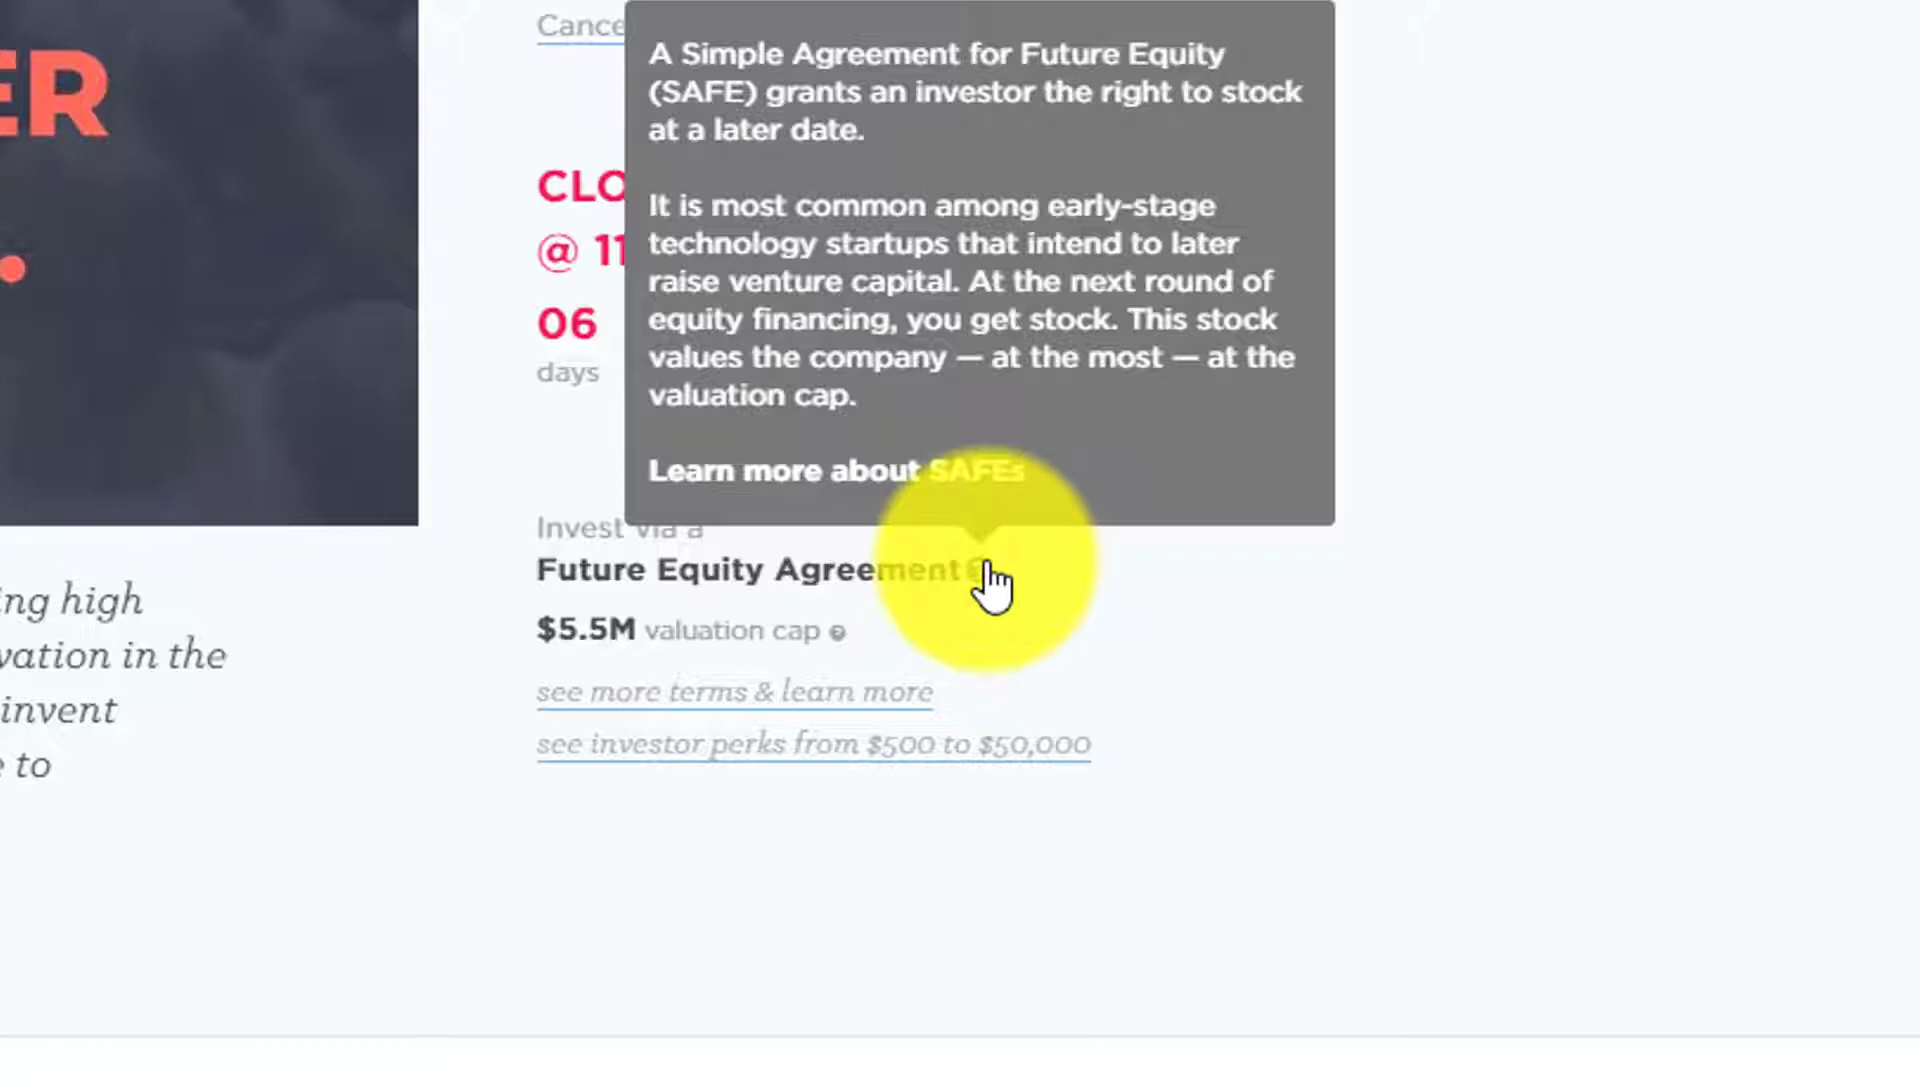 ER
Cance
A Simple Agreement for Future Equity
(SAFE) grants an investor the right to stock
at a later date.
It is most common among early-stage
technology startups that intend to later
raise venture capital. At the next round of
equity financing, you get stock. This stock
values the company — at the most — at the
valuation cap.
Learn more about SAFEs
CLO
@ 11
06
days
Invest via a
Future Equity Agreement
$5.5M valuation cap ?
see more terms & learn more
see investor perks from $500 to $50,000
ing high
vation in the
invent
e to